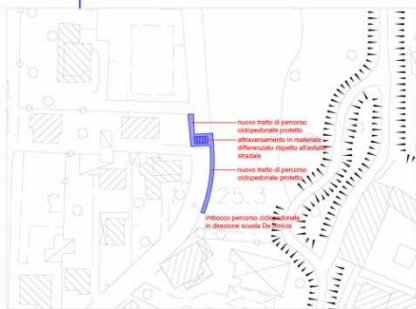 nuovo tratto di percorso
ciclopedonale protetto
attraversamento in materiale
differenziato rispetto all'asfalto
stradale
nuovo tratto di percorso
ciclopedonale protetto
25.3
imbocco percorso ciclopedonale
in direzione scuola De Amicis